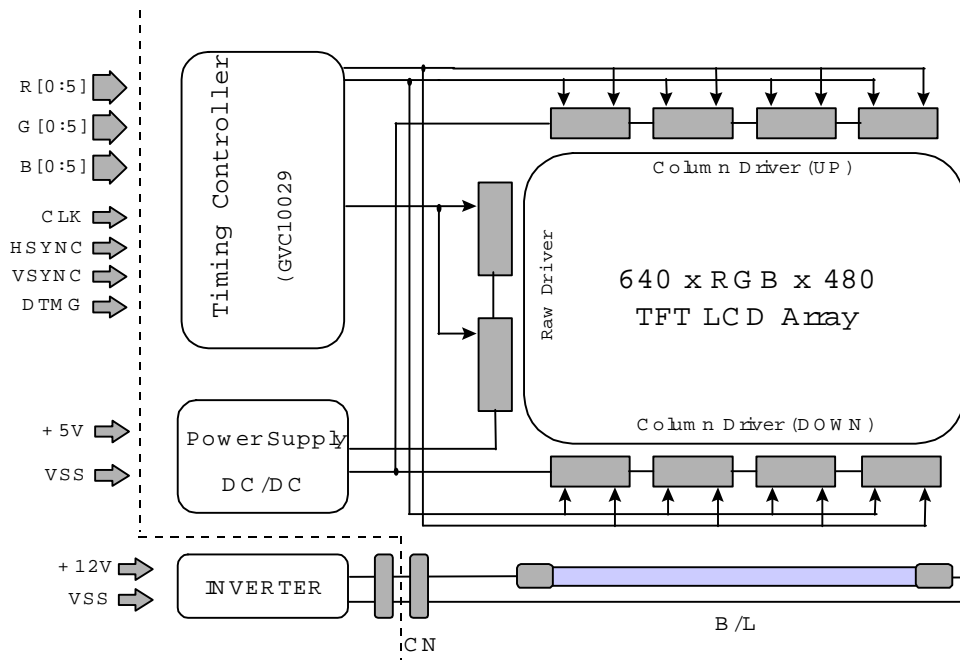 R[0:5]
G[0:5]
B[0:5]
CLK
HSYNC
VSYNC
DTMG
+5V
VSS
+12V
VSS
Timing Controller
(GVC10029)
Power Supply
DC/DC
INVERTER
CN
Column Driver (UP)
Raw Driver
640 x RGB x 480
TFT LCD Array
Column Driver (DOWN)
B/L